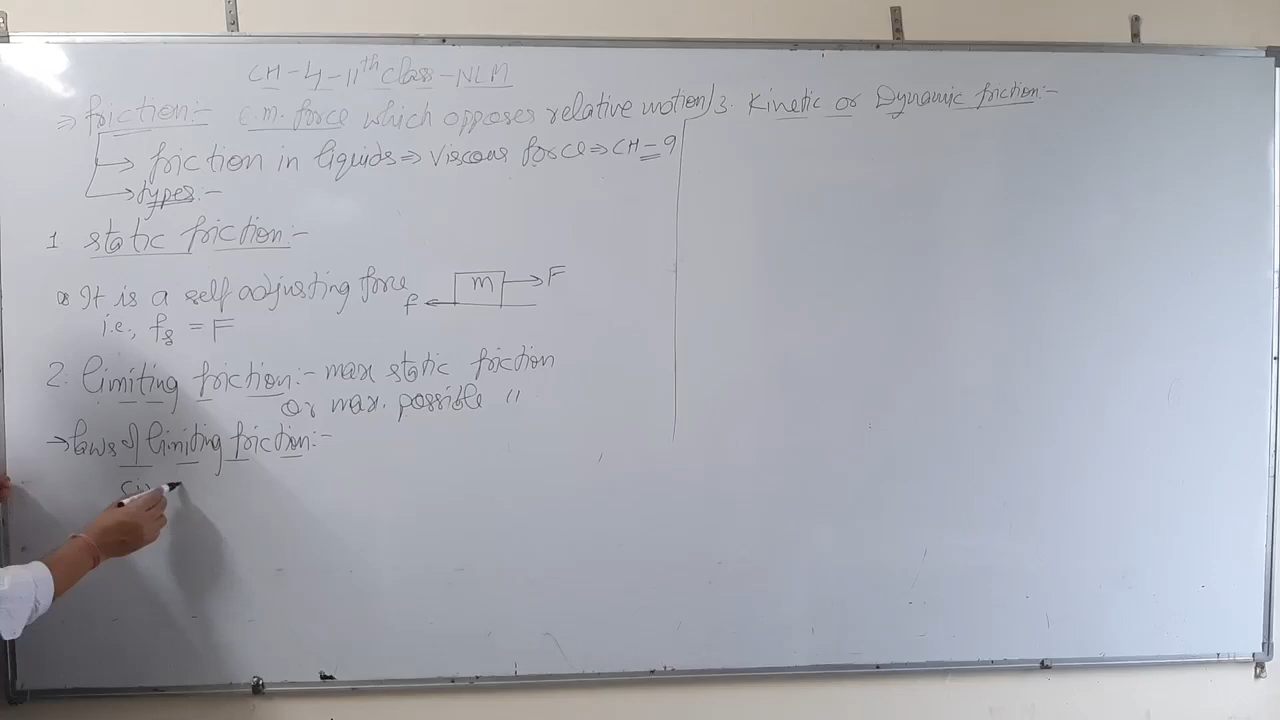 CH-4-11th class-NLM
⇒ friction:- C.M. force which opposes relative motion/
→ friction in liquids ⇒ Viscous force ⇒ CH=9
→ types:-
1. static friction:-
It is a self adjusting force
f m F
i.e., fs = F
2. limiting friction:- max static friction
or max. possible "
→ laws of limiting friction:-
(i)
3. Kinetic or Dynamic friction:-